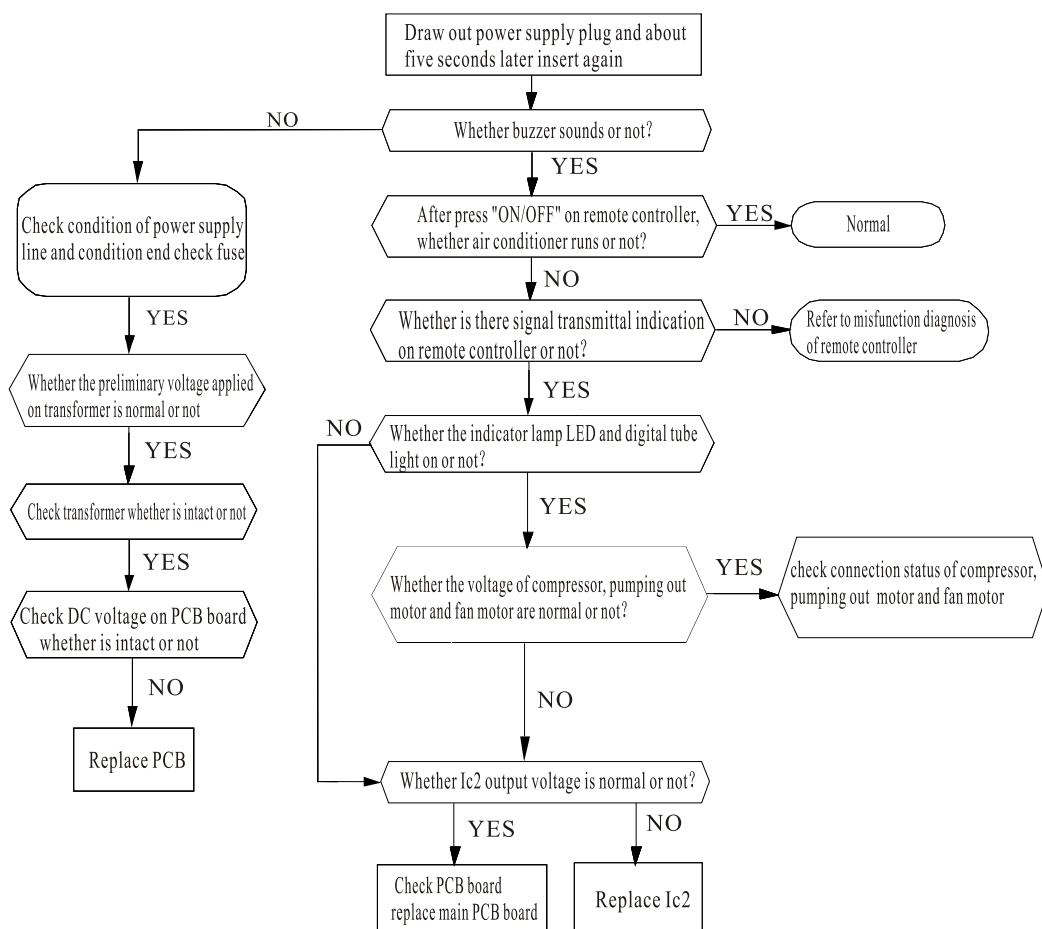 Draw out power supply plug and about
five seconds later insert again
NO
Whether buzzer sounds or not?
YES
Check condition of power supply
line and condition end check fuse
After press "ON/OFF" on remote controller,
whether air conditioner runs or not?
YES
Normal
NO
YES
Whether is there signal transmittal indication
on remote controller or not?
NO
Refer to misfunction diagnosis
of remote controller
Whether the preliminary voltage applied
on transformer is normal or not
YES
NO
Whether the indicator lamp LED and digital tube
light on or not?
YES
Check transformer whether is intact or not
YES
YES
Whether the voltage of compressor, pumping out
motor and fan motor are normal or not?
YES
check connection status of compressor,
pumping out motor and fan motor
Check DC voltage on PCB board
whether is intact or not
NO
NO
Replace PCB
Whether Ic2 output voltage is normal or not?
YES
NO
Check PCB board
replace main PCB board
Replace Ic2